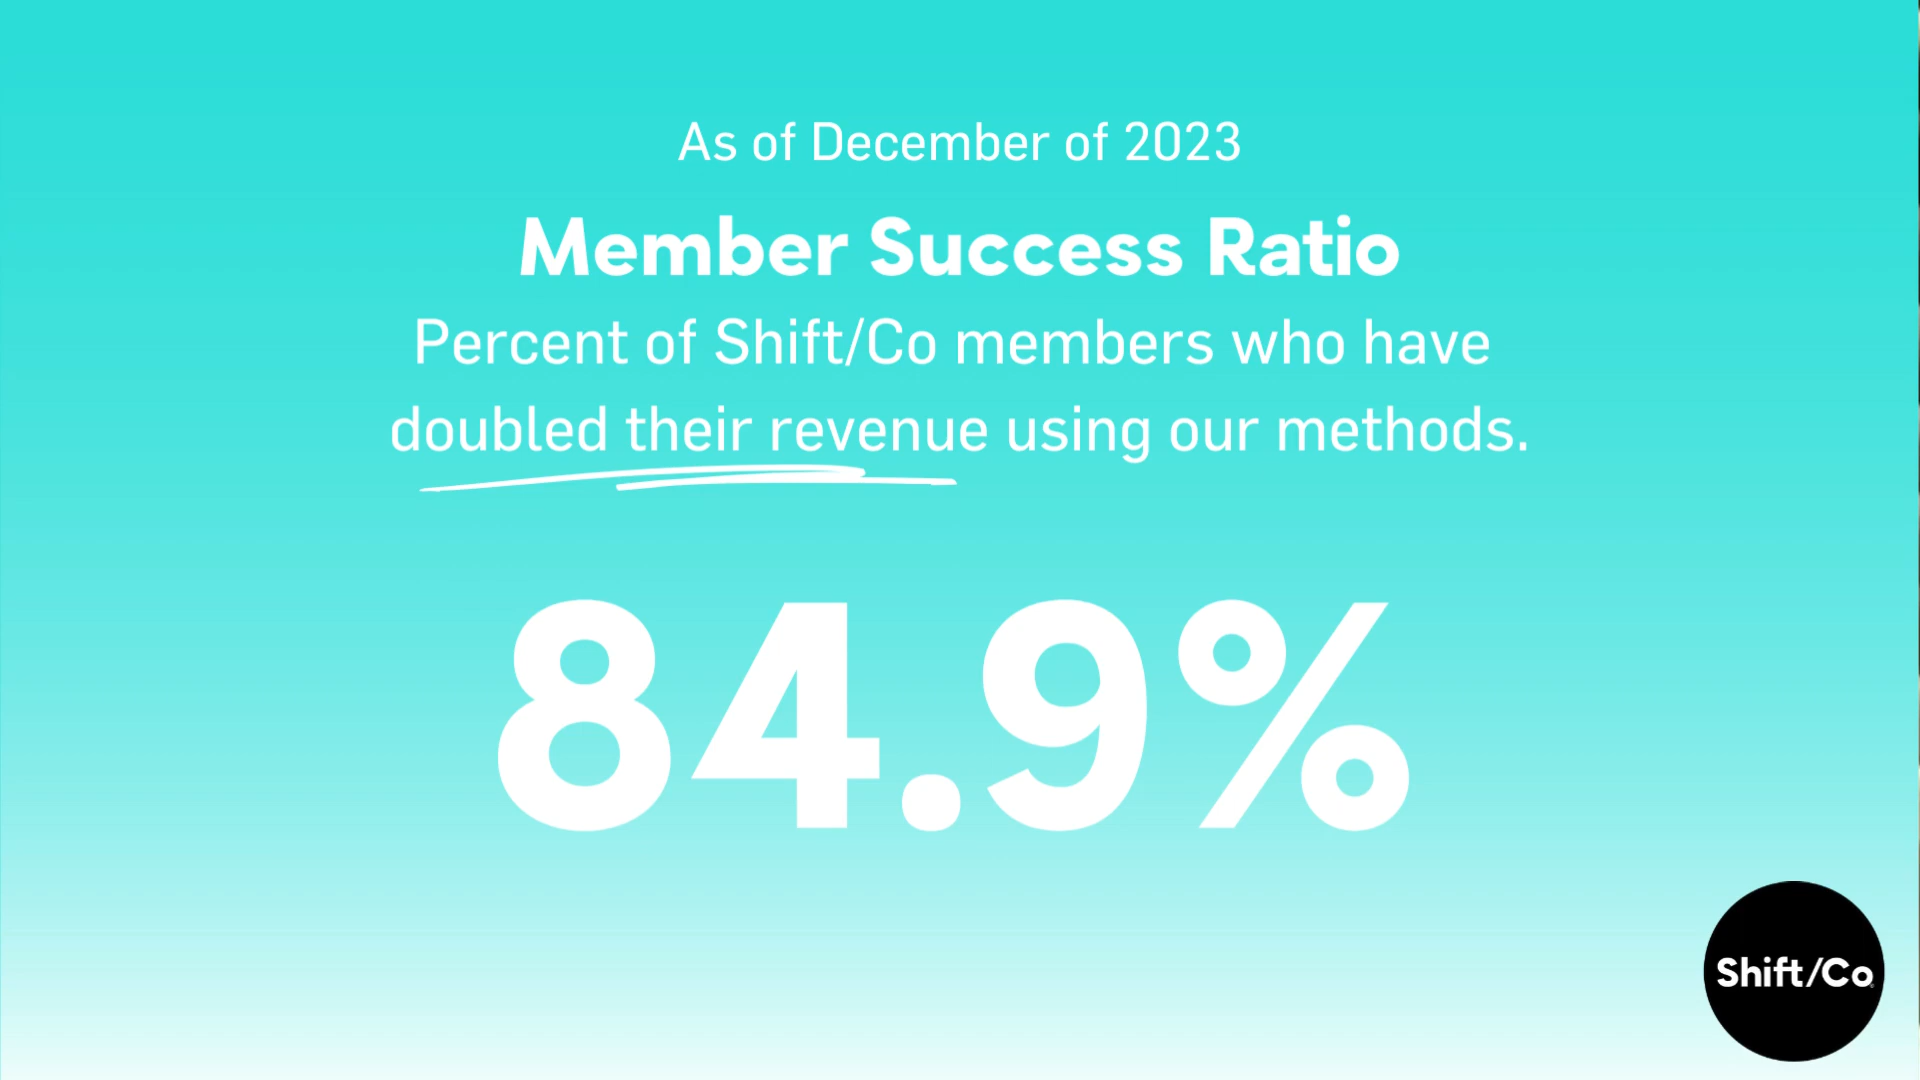 As of December of 2023
Member Success Ratio
Percent of Shift/Co members who have
doubled their revenue using our methods.
84.9%
Shift/Co